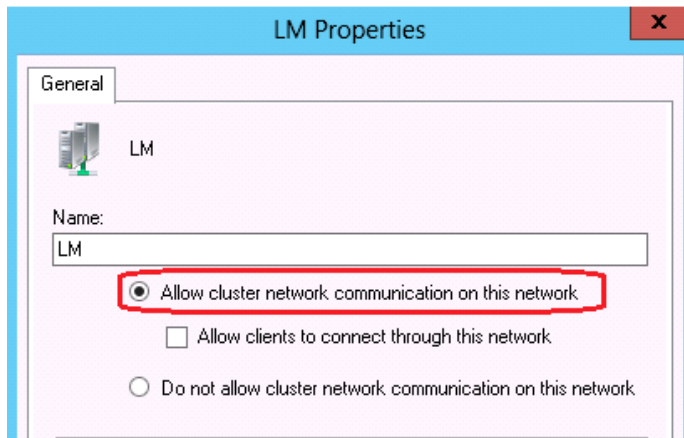 LM Properties
x
General
LM
Name:
LM
Allow cluster network communication on this network
Allow clients to connect through this network
Do not allow cluster network communication on this network